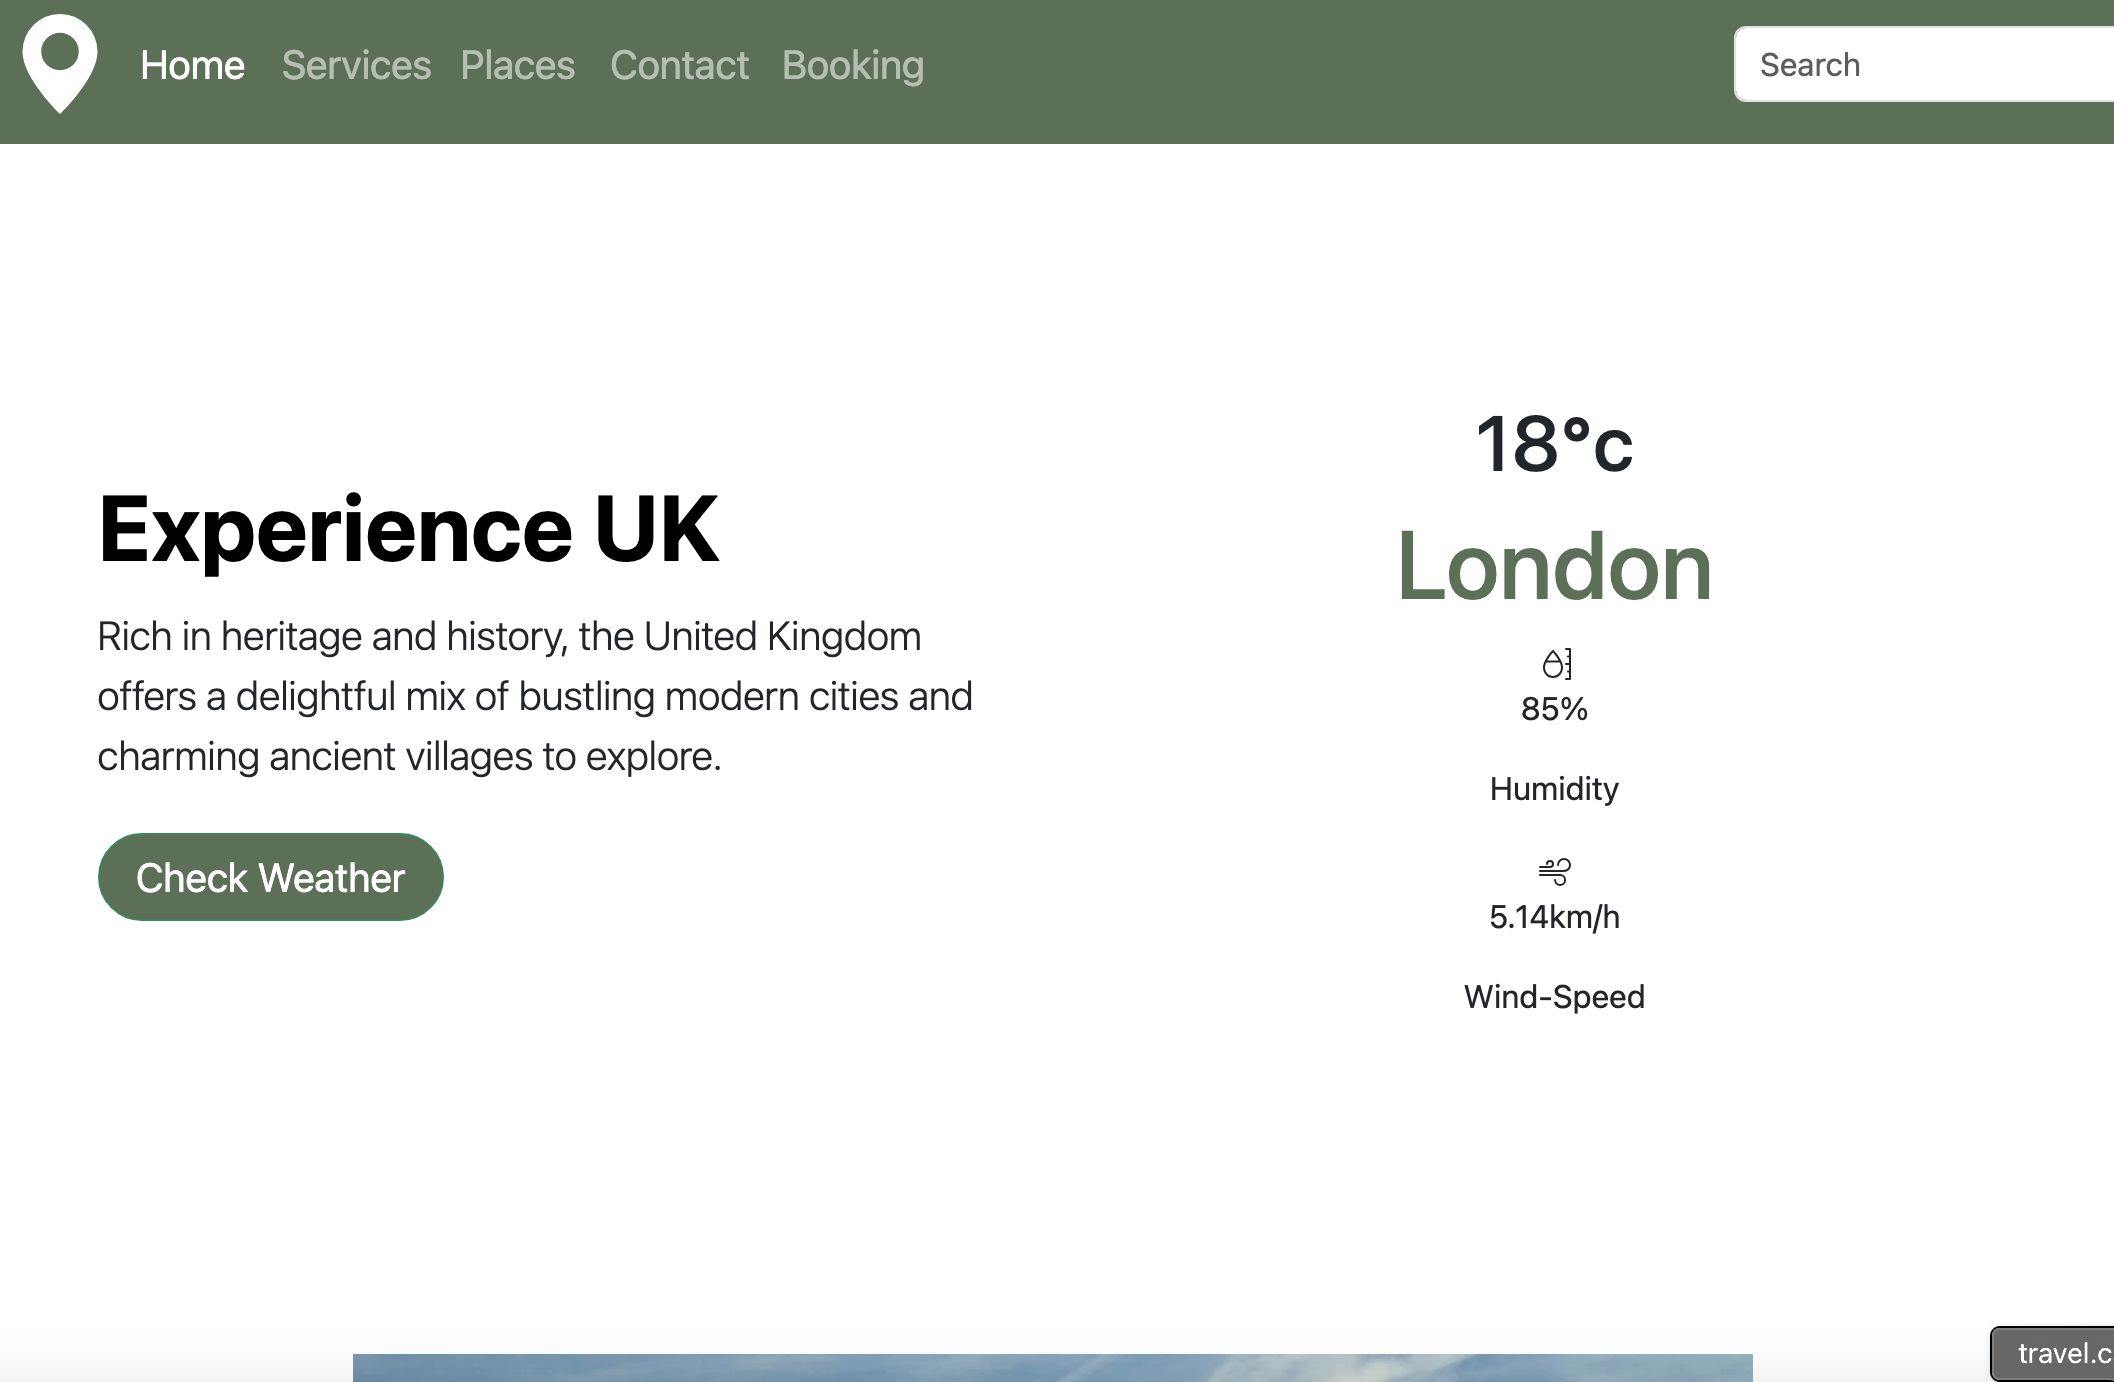 Home Services Places Contact Booking
Search
Experience UK
Rich in heritage and history, the United Kingdom
offers a delightful mix of bustling modern cities and
charming ancient villages to explore.
Check Weather
18°c
London
85%
Humidity
5.14km/h
Wind-Speed
travel.c